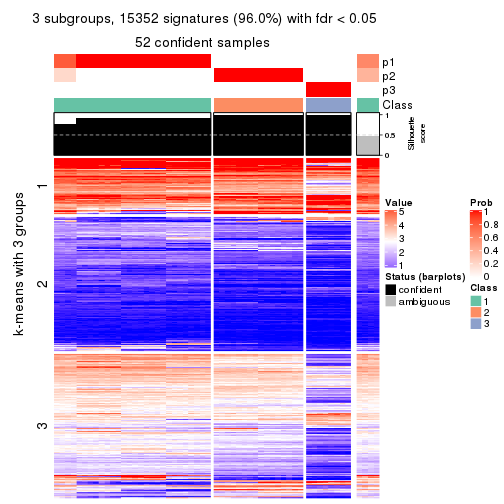 3 subgroups, 15352 signatures (96.0%) with fdr < 0.05
52 confident samples
p1
p2
p3
Class
1
0.5
0
Silhouette
score
k-means with 3 groups
1
2
3
Value
5
4
3
2
1
Status (barplots)
confident
ambiguous
Prob
1
0.8
0.6
0.4
0.2
0
Class
1
2
3